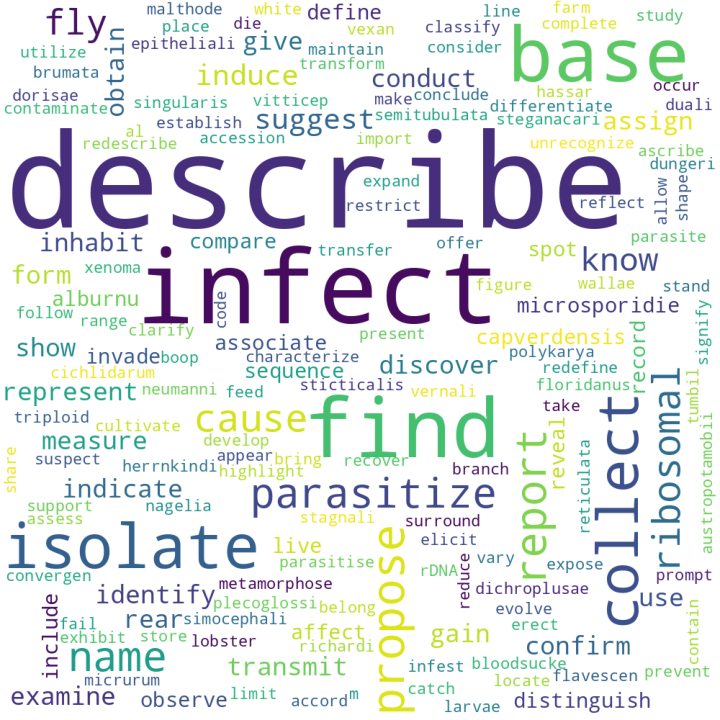 fly
malthode
place
die
white
vexan
define
line
farm
complete
study
utilize
epitheliali
give
maintain
transform
classify
consider
base
brumata
obtain
induce
conduct
hassar
occur
dorisae
contaminate
singularis
vitticep
make
conclude
differentiate
duali
establish
suggest
semitubulata
steganacari
assign
al
redescribe
accession
import
unrecognize
ascribe
describe
expand
restrict
reflect
allow
shape
dungeri
inhabit
compare
transfer
offer
spot
know
parasite
form
xenoma
infect
figure
wallae
stand
alburnu
follow
range
clarify
code
microsporidie
signify
show
invade
boop
associate
present
capverdensis
record
cichlidarum
characterize
discover
polykarya
redefine
tumbil
represent
neumanni
feed
sequence
sticticalis
vernali
floridanus
triploid
cultivate
cause
find
take
collect
ribosomal
measure
develop
share
suspect
herrnkindi
appear
bring
highlight
recover
branch
report
reveal
reticulata
austropotamobii
indicate
nagelia
parasitize
support
assess
isolate
stagnali
surround
propose
elicit
convergen
live
parasitise
rDNA
reduce
vary
expose
prompt
identify
metamorphose
plecoglossi
belong
dichroplusae
use
contain
include
fail
exhibit
store
rear
simocephali
lobster
affect
richardi
gain
evolve
erect
confirm
name
transmit
infest
bloodsucke
prevent
micrurum
catch
locate
flavescen
examine
observe
limit
accord
m
larvae
distinguish